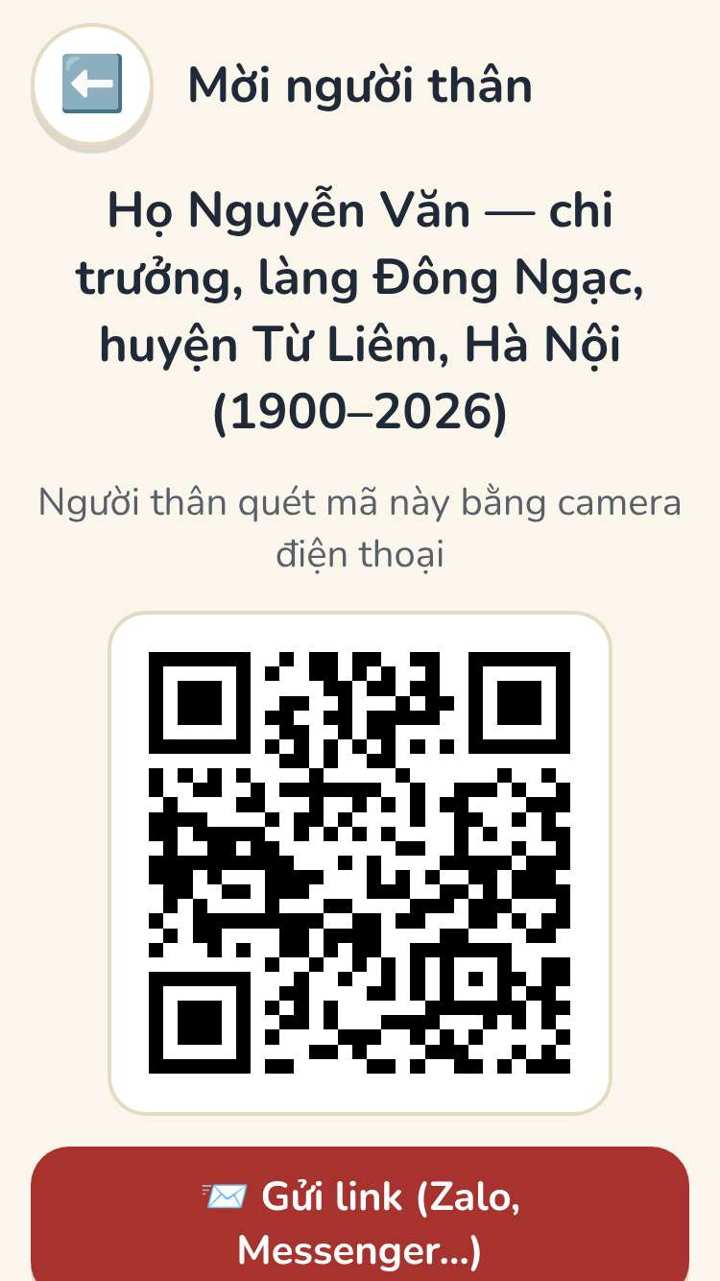 Mời người thân
Họ Nguyễn Văn — chi
trưởng, làng Đông Ngạc,
huyện Từ Liêm, Hà Nội
(1900–2026)
Người thân quét mã này bằng camera
điện thoại
Gửi link (Zalo,
Messenger...)